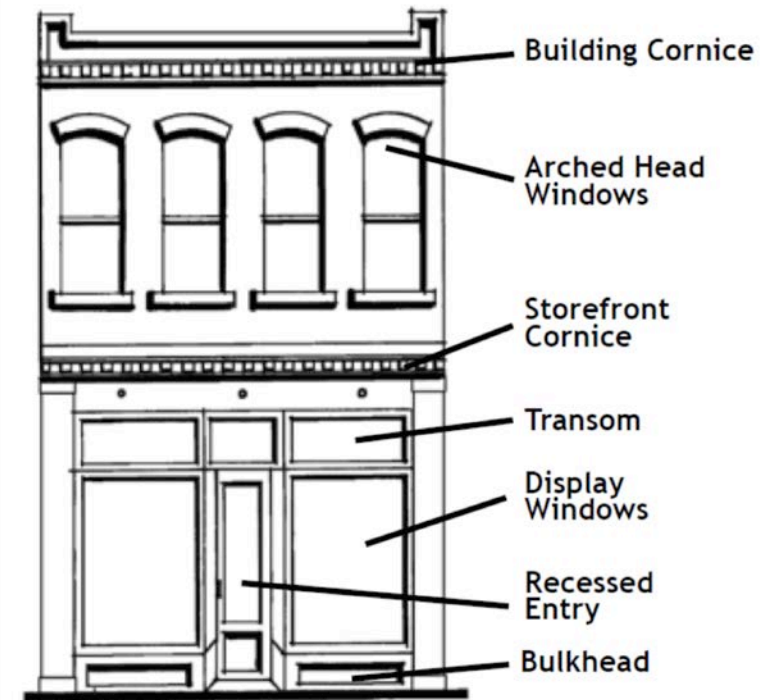 Building Cornice
Arched Head
Windows
Storefront
Cornice
Transom
Display
Windows
Recessed
Entry
Bulkhead